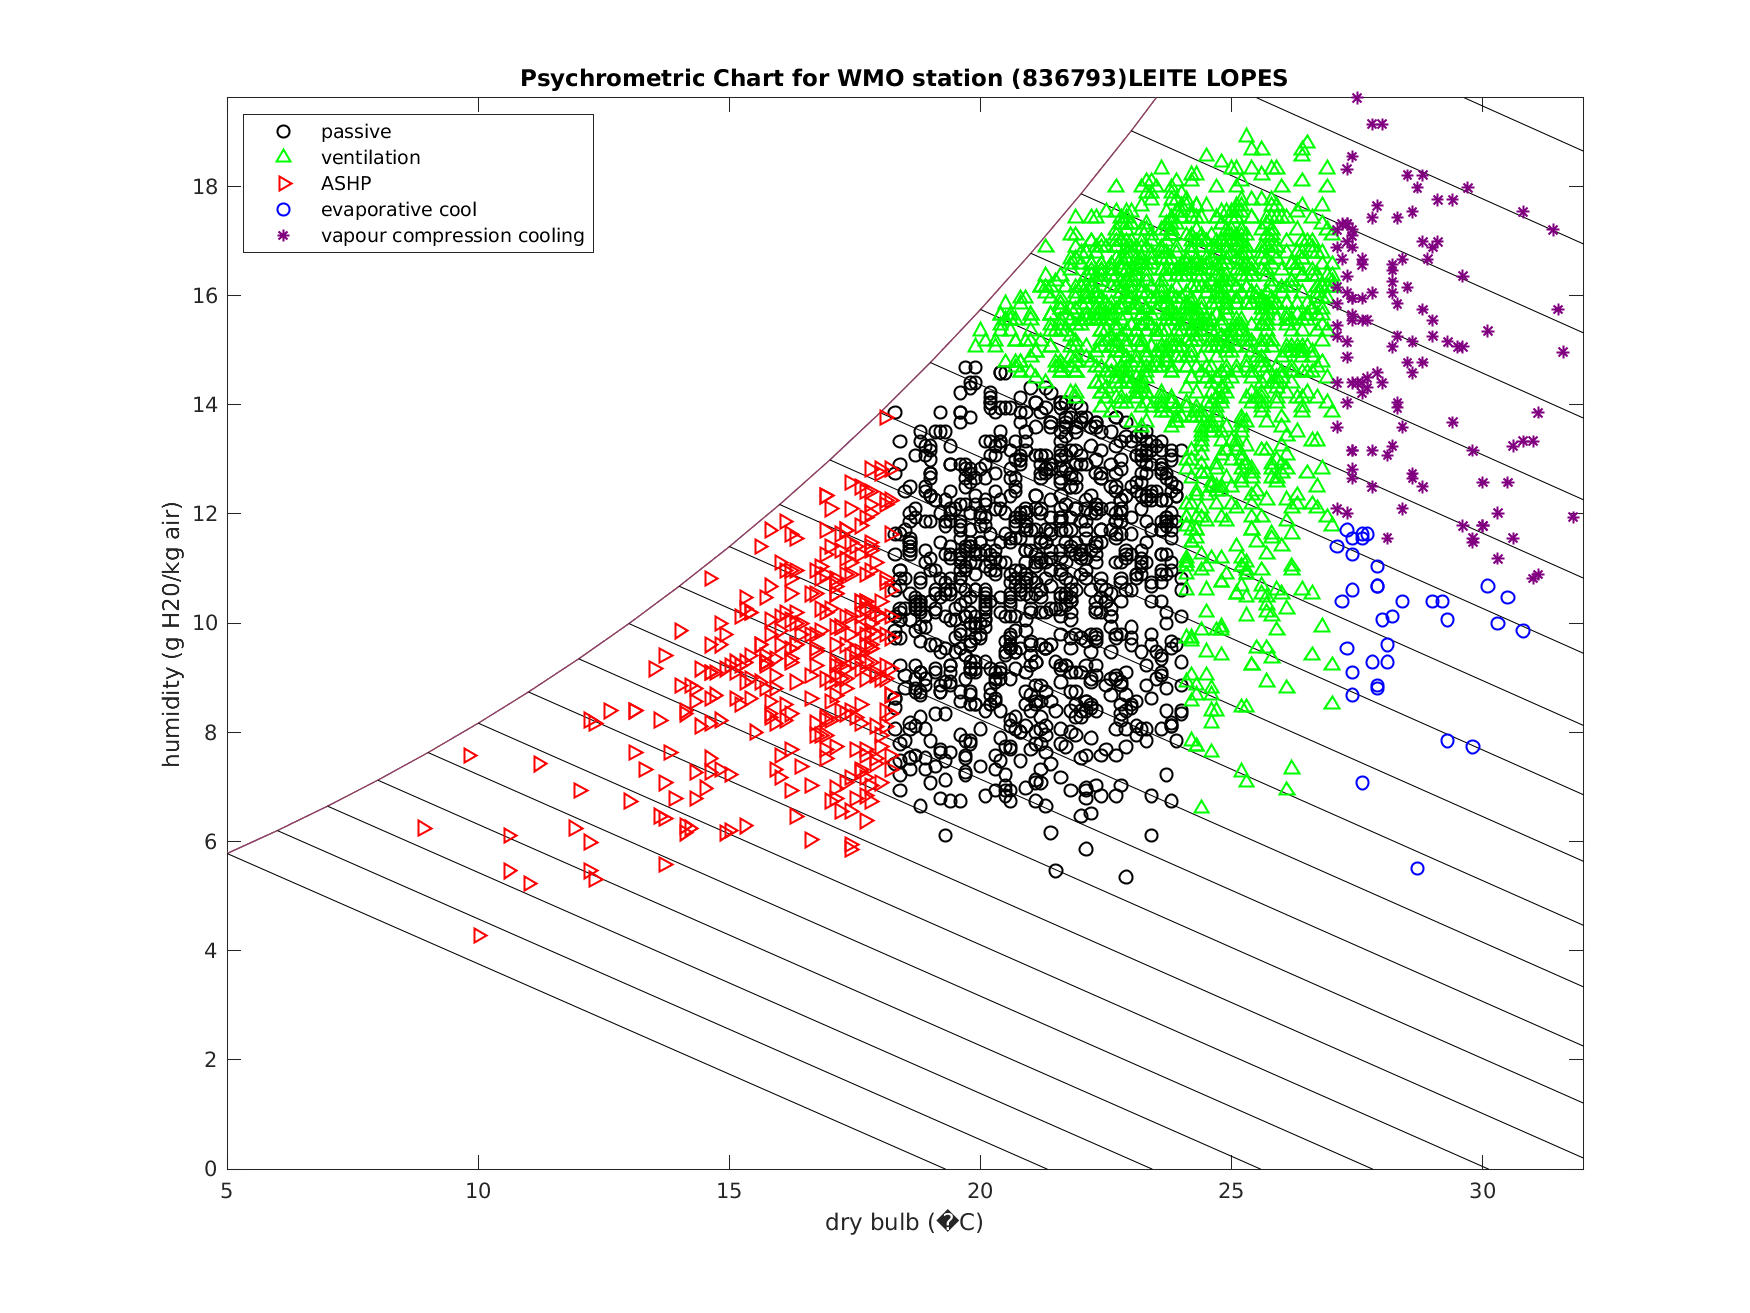 Psychrometric Chart for WMO station (836793)LEITE LOPES
passive
ventilation
ASHP
evaporative cool
vapour compression cooling
humidity (g H20/kg air)
18
16
14
12
10
8
6
4
2
0
5 10 15 20 25 30
dry bulb (�C)